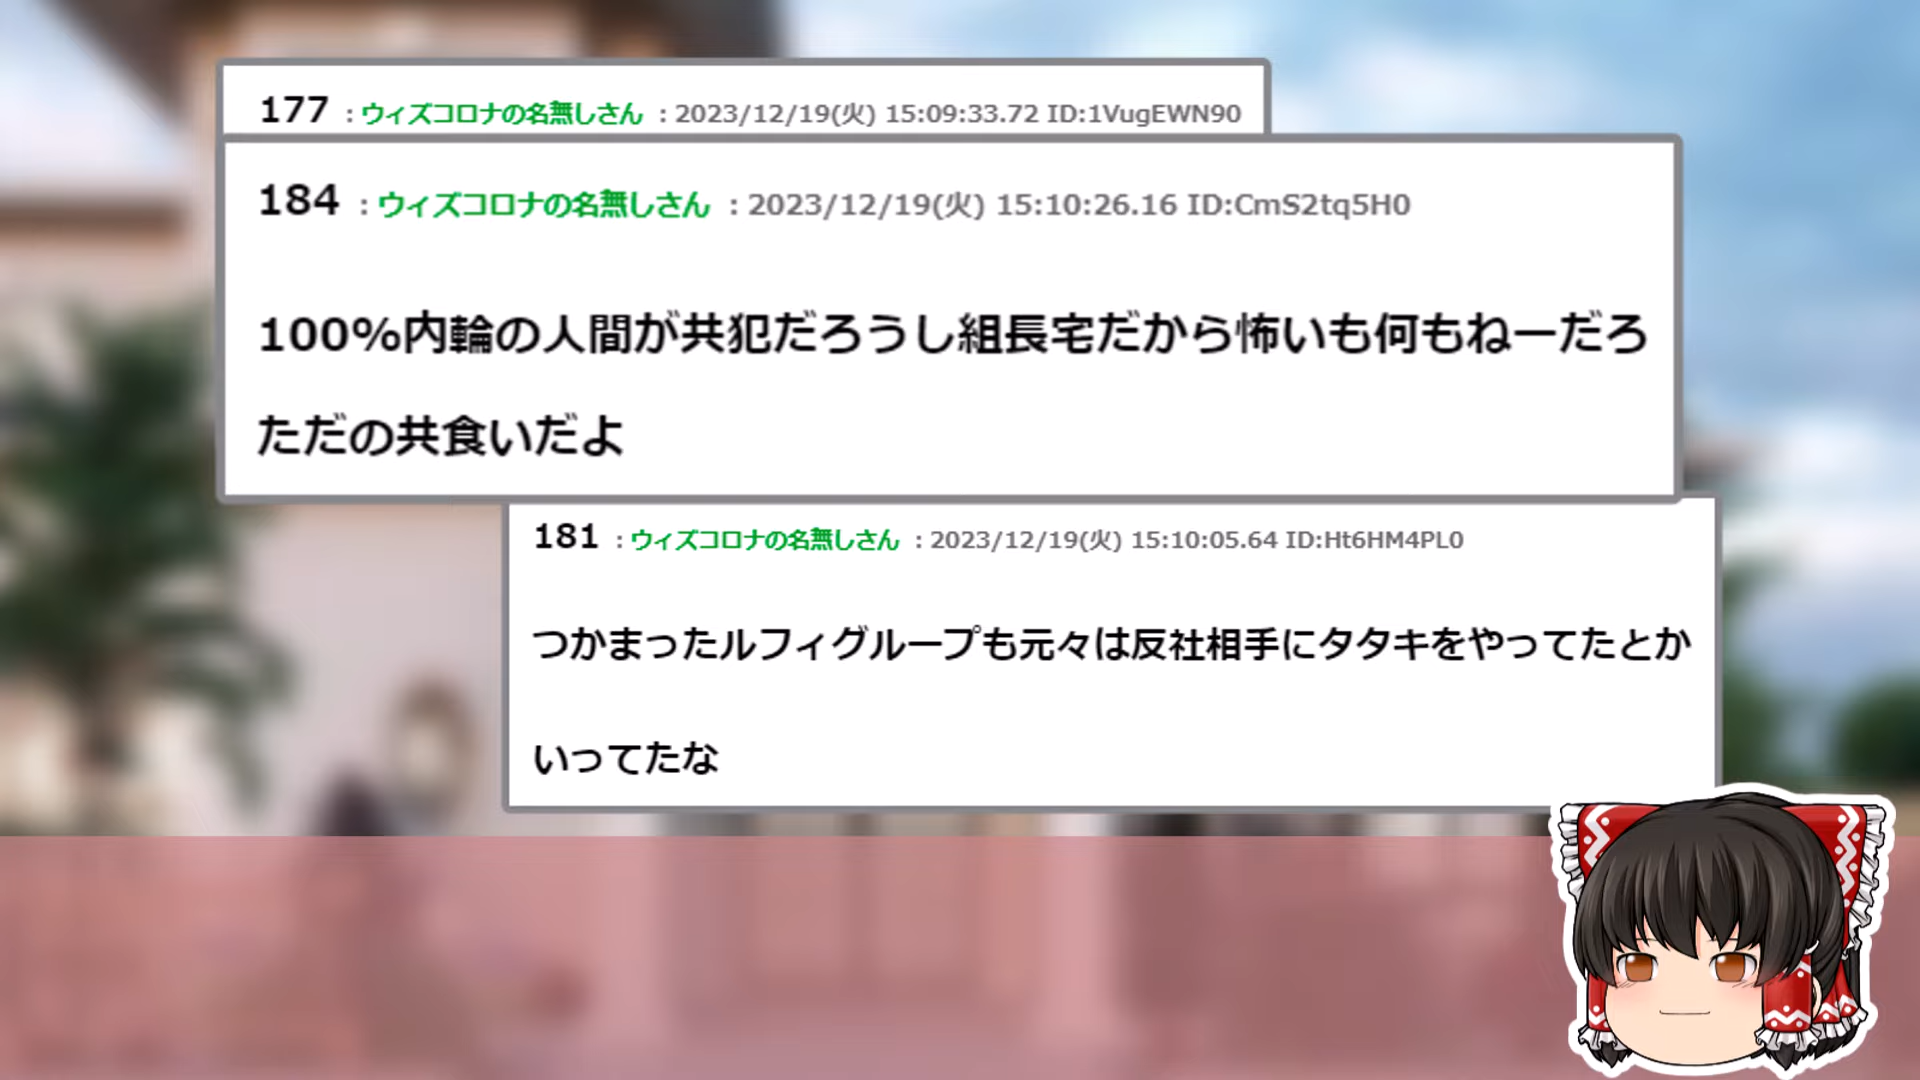 177 : ウィズコロナの名無しさん : 2023/12/19(火) 15:09:33.72 ID:1VugEWN90
184 : ウィズコロナの名無しさん : 2023/12/19(火) 15:10:26.16 ID:CmS2tq5H0
100%内輪の人間が共犯だろうし組長宅だから怖いも何もねーだろ
ただの共食いだよ
181 : ウィズコロナの名無しさん : 2023/12/19(火) 15:10:05.64 ID:Ht6HM4PL0
つかまったルフィグループも元々は反社相手にタタキをやってたとか
いってたな